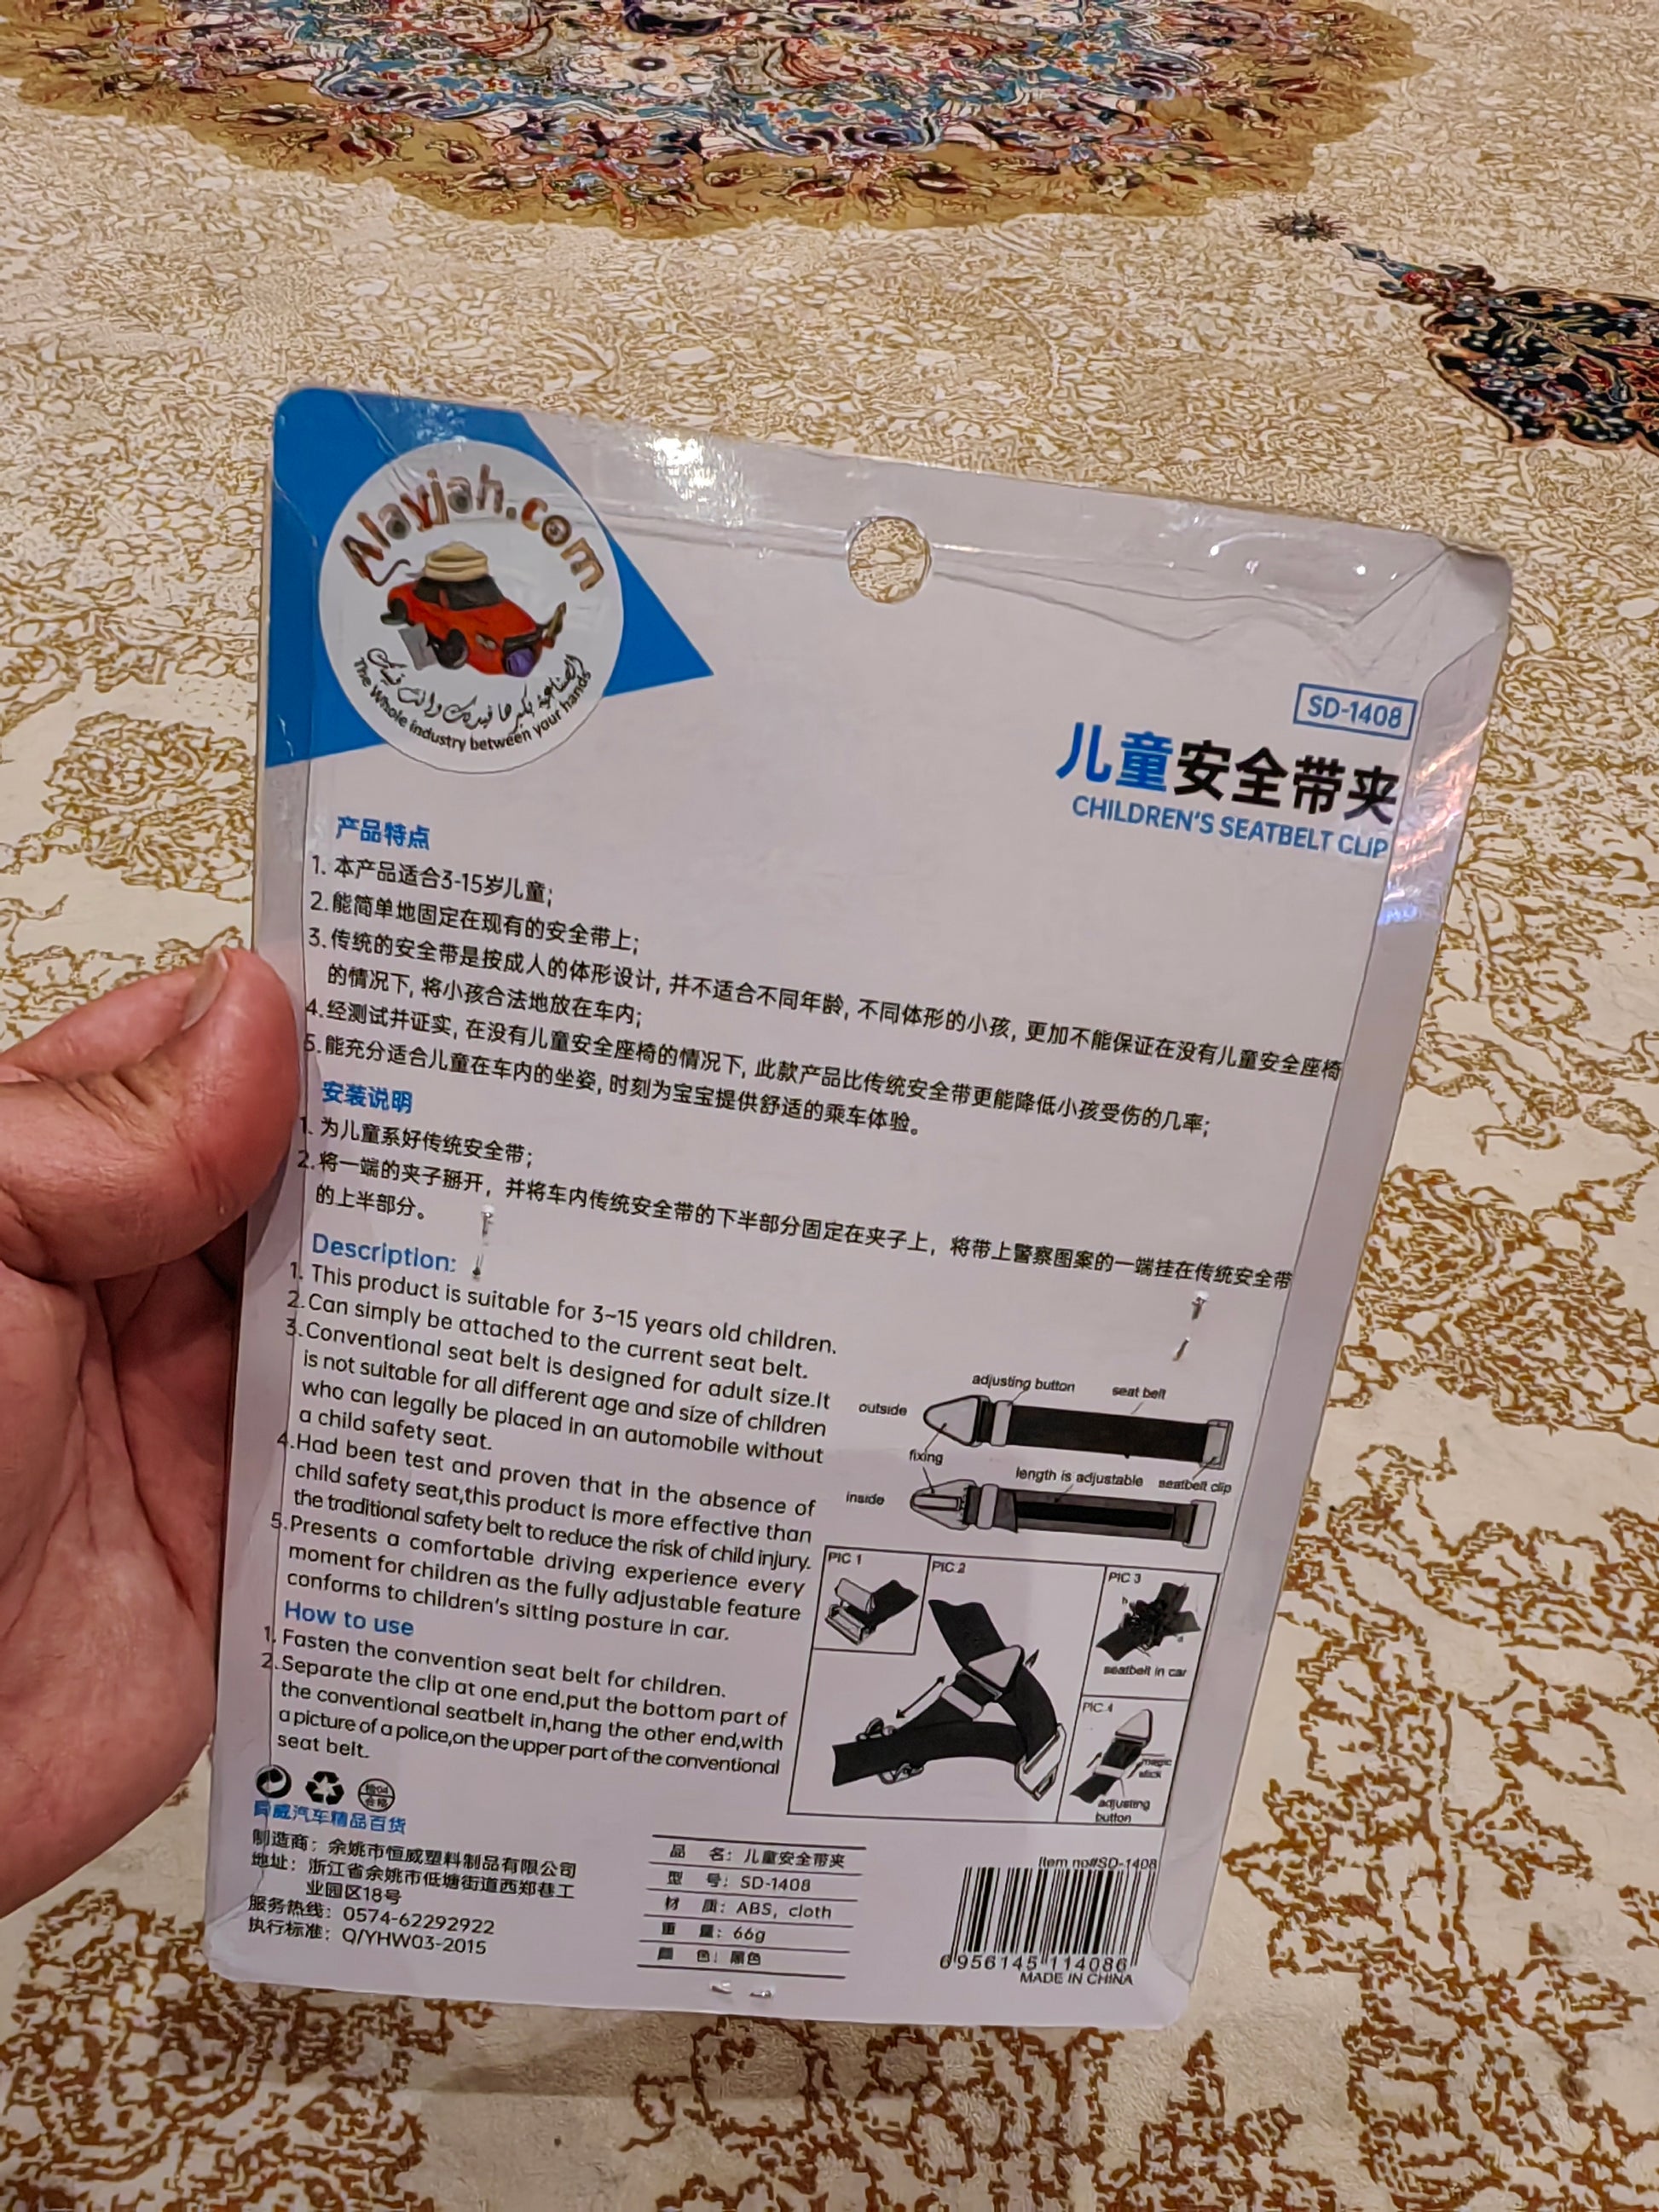 Alayjah.com
The Whole industry between your hands
SD-1408
儿童安全带夹
CHILDREN'S SEATBELT CLIP
产品特点
1. 本产品适合3-15岁儿童;
2. 能简单地固定在现有的安全带上;
3. 传统的安全带是按成人的体形设计, 并不适合不同年龄, 不同体形的小孩, 更加不能保证在没有儿童安全座椅
的情况下, 将小孩合法地放在车内;
4. 经测试并证实, 在没有儿童安全座椅的情况下, 此款产品比传统安全带更能降低小孩受伤的几率;
5. 能充分适合儿童在车内的坐姿, 时刻为宝宝提供舒适的乘车体验。
安装说明
1. 为儿童系好传统安全带;
2. 将一端的夹子掰开, 并将车内传统安全带的下半部分固定在夹子上, 将带上警察图案的一端挂在传统安全带
的上半部分。
Description:
1. This product is suitable for 3~15 years old children.
2. Can simply be attached to the current seat belt.
3. Conventional seat belt is designed for adult size.It
is not suitable for all different age and size of children
who can legally be placed in an automobile without
a child safety seat.
4. Had been test and proven that in the absence of
child safety seat,this product is more effective than
the traditional safety belt to reduce the risk of child injury.
5. Presents a comfortable driving experience every
moment for children as the fully adjustable feature
conforms to children's sitting posture in car.
How to use
1. Fasten the convention seat belt for children.
2. Separate the clip at one end,put the bottom part of
the conventional seatbelt in,hang the other end,with
a picture of a police,on the upper part of the conventional
seat belt.
adjusting button
seat belt
outside
fixing
length is adjustable
seatbelt clip
inside
PIC 1
PIC 2
PIC 3
seatbelt in car
PIC 4
magic
stick
adjusting
button
检04
合格
威汽车精品百货
制造商: 余姚市恒威塑料制品有限公司
地址: 浙江省余姚市低塘街道西郑巷工
业园区18号
服务热线: 0574-62292922
执行标准: Q/YHW03-2015
品 名: 儿童安全带夹
型 号: SD-1408
材 质: ABS, cloth
重 量: 66g
颜 色: 黑色
Item no#SD-1408
6 956145 114086
MADE IN CHINA